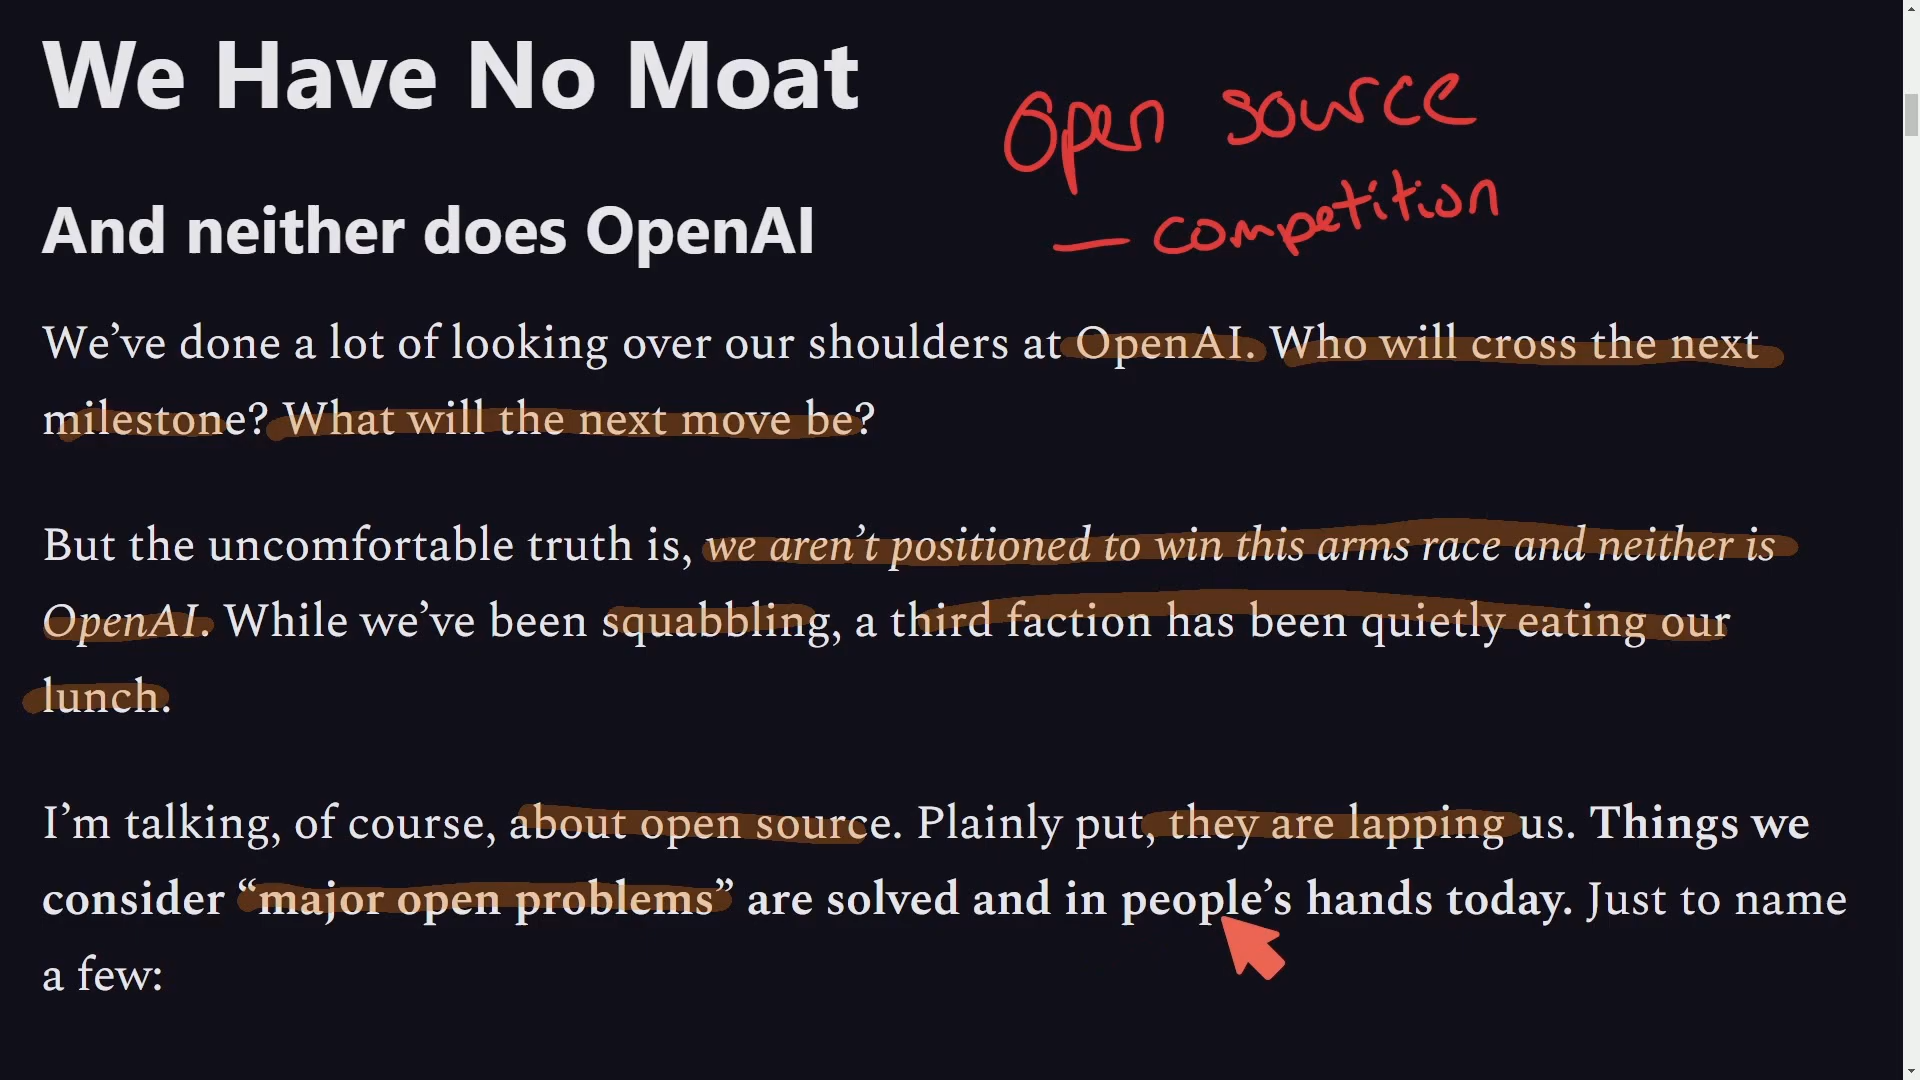 We Have No Moat
Open source
— competition
And neither does OpenAI
We’ve done a lot of looking over our shoulders at OpenAI. Who will cross the next
milestone? What will the next move be?
But the uncomfortable truth is, we aren’t positioned to win this arms race and neither is
OpenAI. While we’ve been squabbling, a third faction has been quietly eating our
lunch.
I’m talking, of course, about open source. Plainly put, they are lapping us. Things we
consider “major open problems” are solved and in people’s hands today. Just to name
a few: